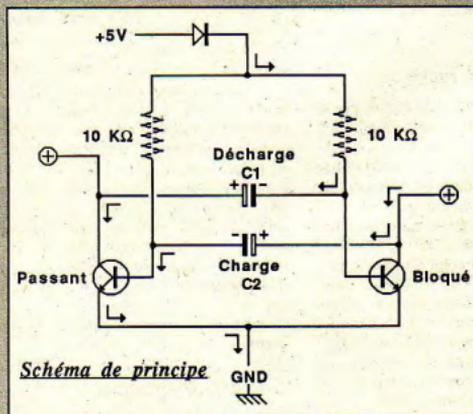 +5V
10 KΩ
10 KΩ
Décharge
C1
+ -
- +
Charge
C2
Passant
Bloqué
Schéma de principe
GND